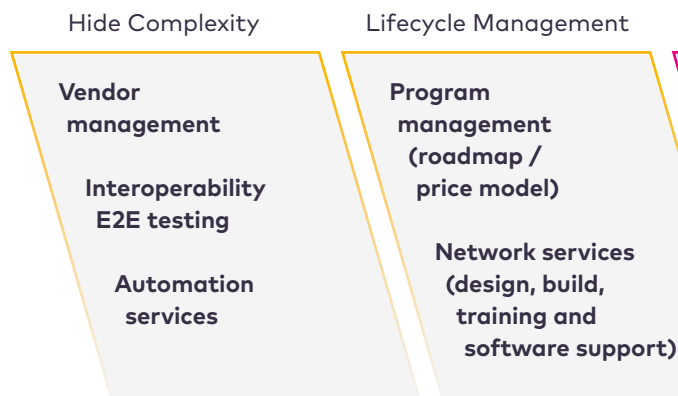 Hide Complexity
Vendor
management
Interoperability
E2E testing
Automation
services
Lifecycle Management
Program
management
(roadmap /
price model)
Network services
(design, build,
training and
software support)